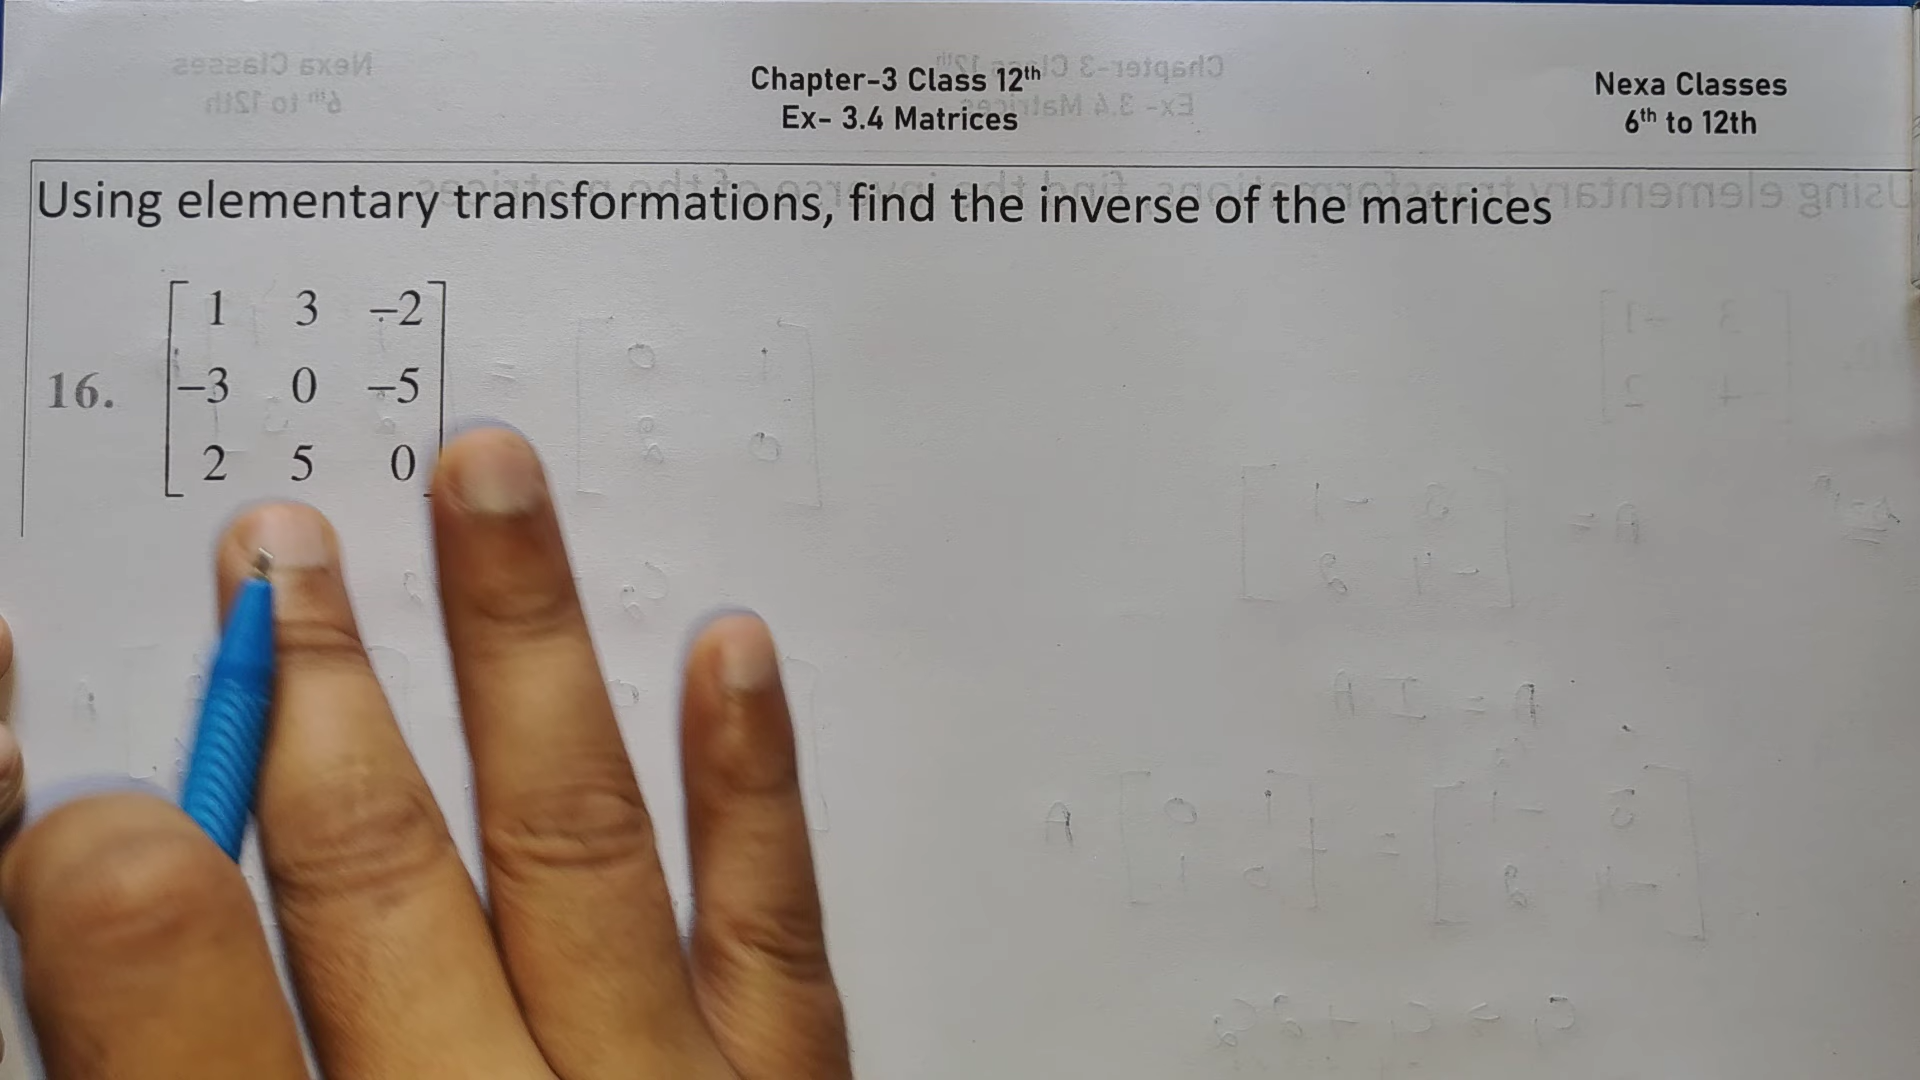 Chapter-3 Class 12th
Ex- 3.4 Matrices
Nexa Classes
6th to 12th
Using elementary transformations, find the inverse of the matrices
16.
1 3 -2
-3 0 -5
2 5 0